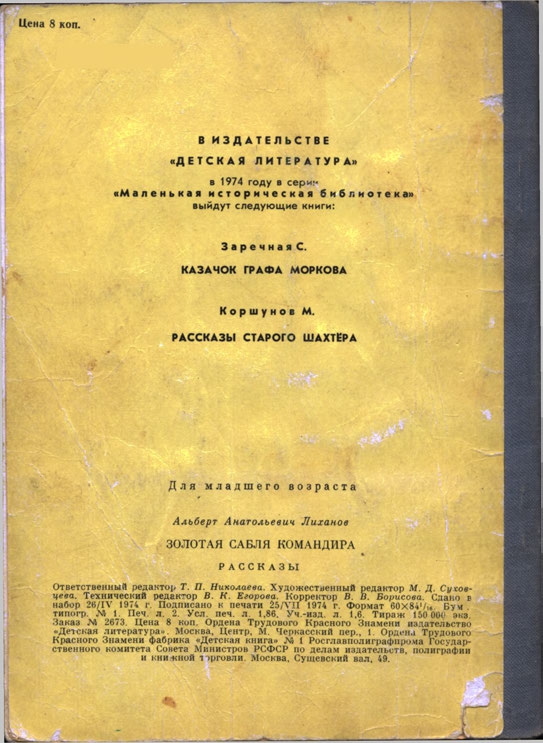 Цена 8 коп.
В ИЗДАТЕЛЬСТВЕ
«ДЕТСКАЯ ЛИТЕРАТУРА»
в 1974 году в серии
«Маленькая историческая библиотека»
выйдут следующие книги:
Заречная С.
КАЗАЧОК ГРАФА МОРКОВА
Коршунов М.
РАССКАЗЫ СТАРОГО ШАХТЁРА
Для младшего возраста
Альберт Анатольевич Лиханов
ЗОЛОТАЯ САБЛЯ КОМАНДИРА
РАССКАЗЫ
Ответственный редактор Т. П. Николаева. Художественный редактор М. Д. Сухов-
цева. Технический редактор В. К. Егорова. Корректор В. В. Борисова. Сдано в
набор 26/IV 1974 г. Подписано к печати 25/VII 1974 г. Формат 60×84¹/₁₆. Бум
типогр. № 1. Печ. л. 2. Усл. печ. л. 1,86. Уч.-изд. л. 1,6. Тираж 150 000 экз.
Заказ № 2673. Цена 8 коп. Ордена Трудового Красного Знамени издательство
«Детская литература». Москва, Центр, М. Черкасский пер., 1. Ордена Трудового
Красного Знамени фабрика «Детская книга» № 1 Росглавполиграфпрома Государ-
ственного комитета Совета Министров РСФСР по делам издательств, полиграфии
и книжной торговли. Москва, Сущевский вал, 49.